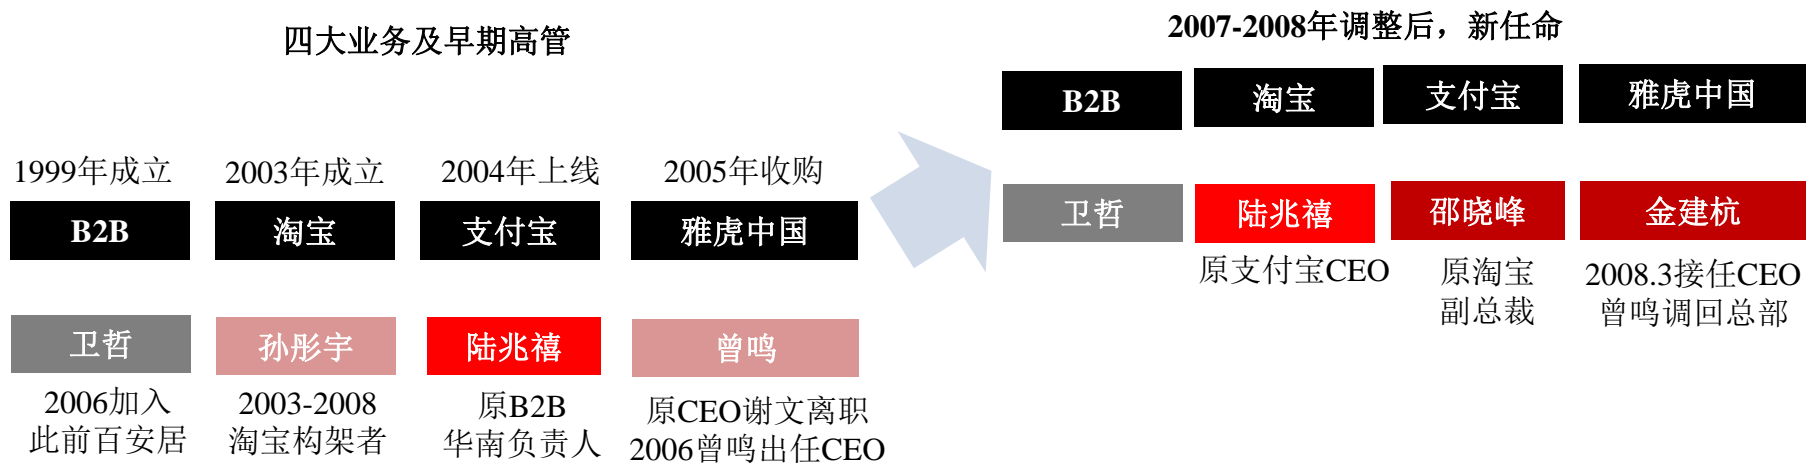 四大业务及早期高管
1999年成立
2003年成立
2004年上线
2005年收购
B2B
淘宝
支付宝
雅虎中国
卫哲
孙彤宇
陆兆禧
曾鸣
2006加入
此前百安居
2003-2008
淘宝构架者
原B2B
华南负责人
原CEO谢文离职
2006曾鸣出任CEO
2007-2008年调整后，新任命
B2B
淘宝
支付宝
雅虎中国
卫哲
陆兆禧
邵晓峰
金建杭
原支付宝CEO
原淘宝
副总裁
2008.3接任CEO
曾鸣调回总部